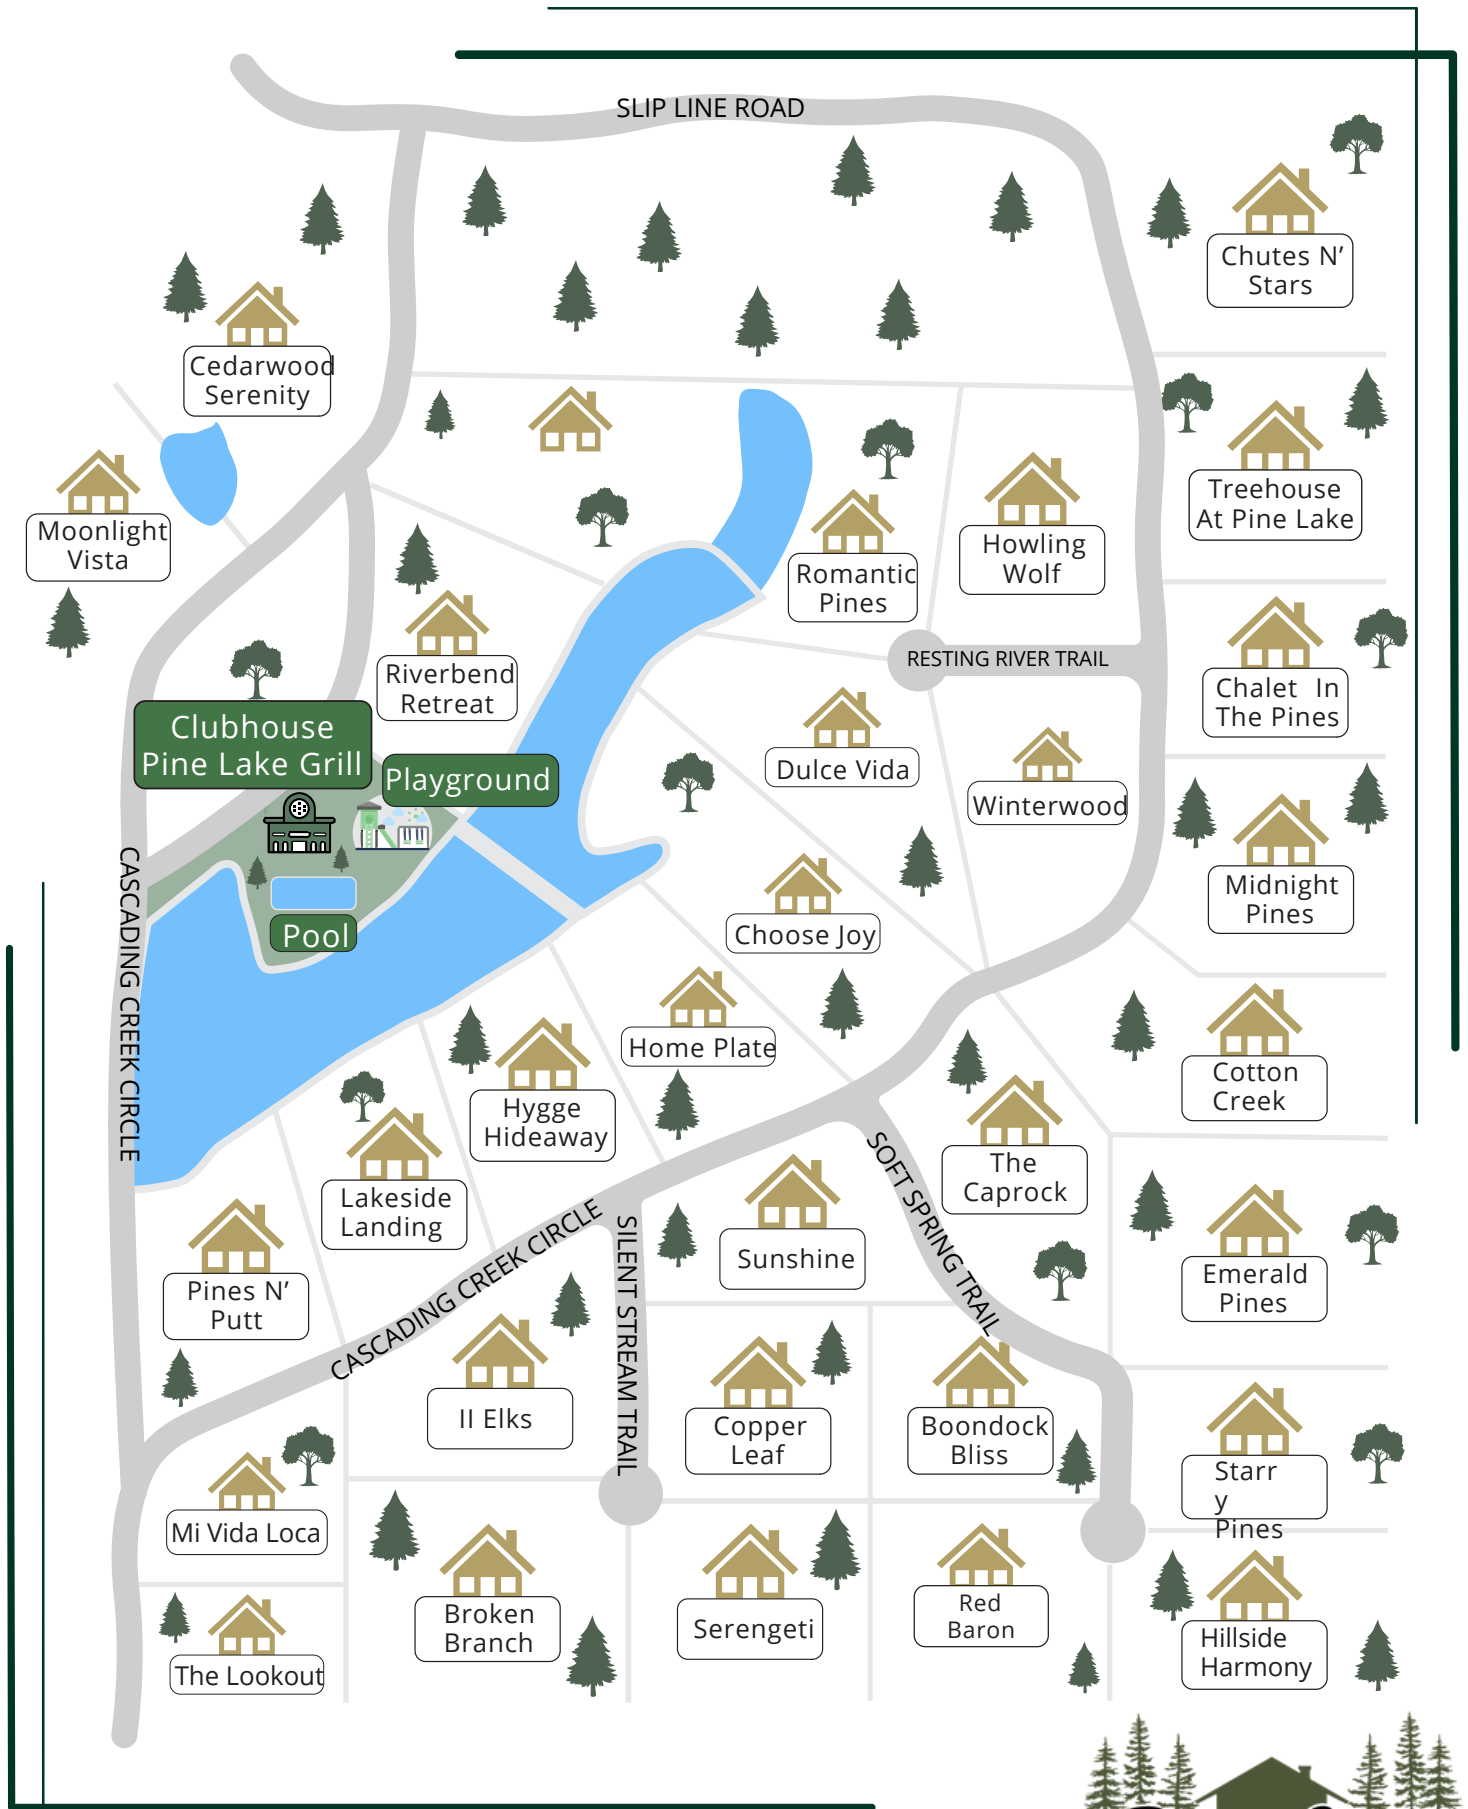 SLIP LINE ROAD
Chutes N’
Stars
Cedarwood
Serenity
Moonlight
Vista
Treehouse
At Pine Lake
Howling
Wolf
Romantic
Pines
RESTING RIVER TRAIL
Riverbend
Retreat
Chalet In
The Pines
Clubhouse
Pine Lake Grill
Playground
Dulce Vida
Winterwood
Midnight
Pines
Pool
Choose Joy
CASCADING CREEK CIRCLE
Home Plate
Cotton
Creek
Hygge
Hideaway
The
Caprock
Lakeside
Landing
SOFT SPRING TRAIL
Sunshine
Emerald
Pines
Pines N’
Putt
CASCADING CREEK CIRCLE
SILENT STREAM TRAIL
II Elks
Copper
Leaf
Boondock
Bliss
Starr
y
Pines
Mi Vida Loca
Broken
Branch
Serengeti
Red
Baron
Hillside
Harmony
The Lookout